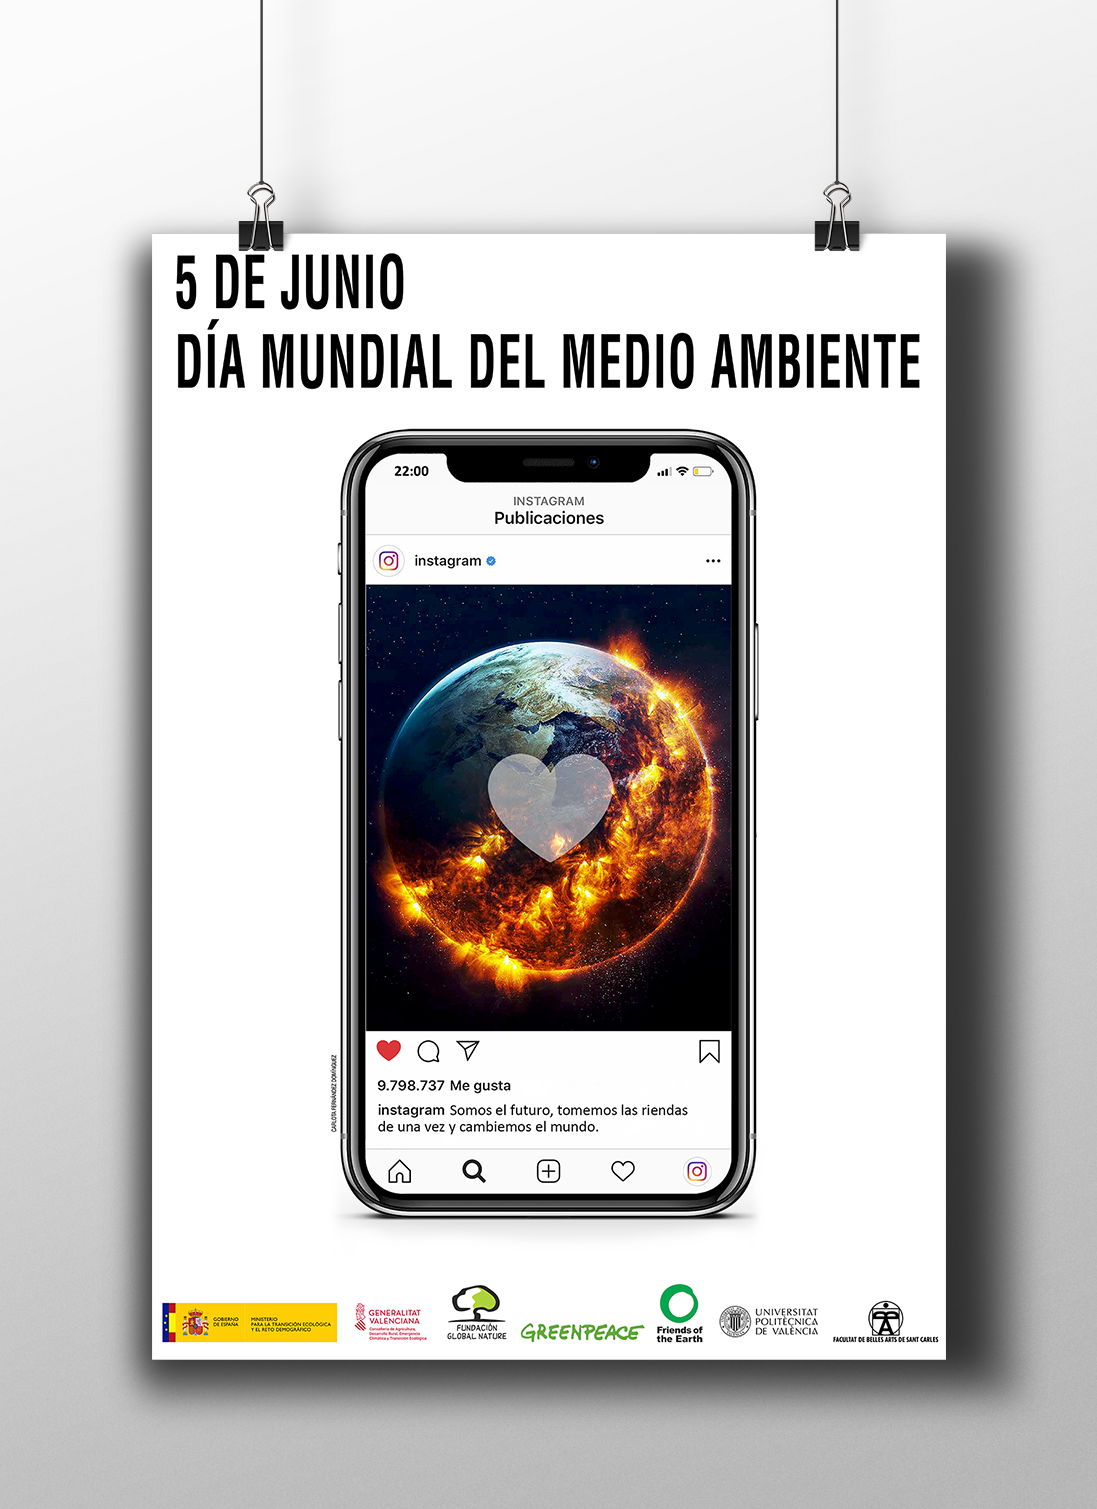 5 DE JUNIO
DÍA MUNDIAL DEL MEDIO AMBIENTE
22:00
INSTAGRAM
Publicaciones
instagram
9.798.737 Me gusta
instagram Somos el futuro, tomemos las riendas
de una vez y cambiemos el mundo.
CARLOTA FERNÁNDEZ DOMÍNGUEZ
GOBIERNO
DE ESPAÑA
MINISTERIO
PARA LA TRANSICIÓN ECOLÓGICA
Y EL RETO DEMOGRÁFICO
GENERALITAT
VALENCIANA
Conselleria de Agricultura,
Desarrollo Rural, Emergencia
Climática y Transición Ecológica
FUNDACIÓN
GLOBAL NATURE
GREENPEACE
Friends of
the Earth
UNIVERSITAT
POLITÈCNICA
DE VALÈNCIA
FACULTAT DE BELLES ARTS DE SANT CARLES